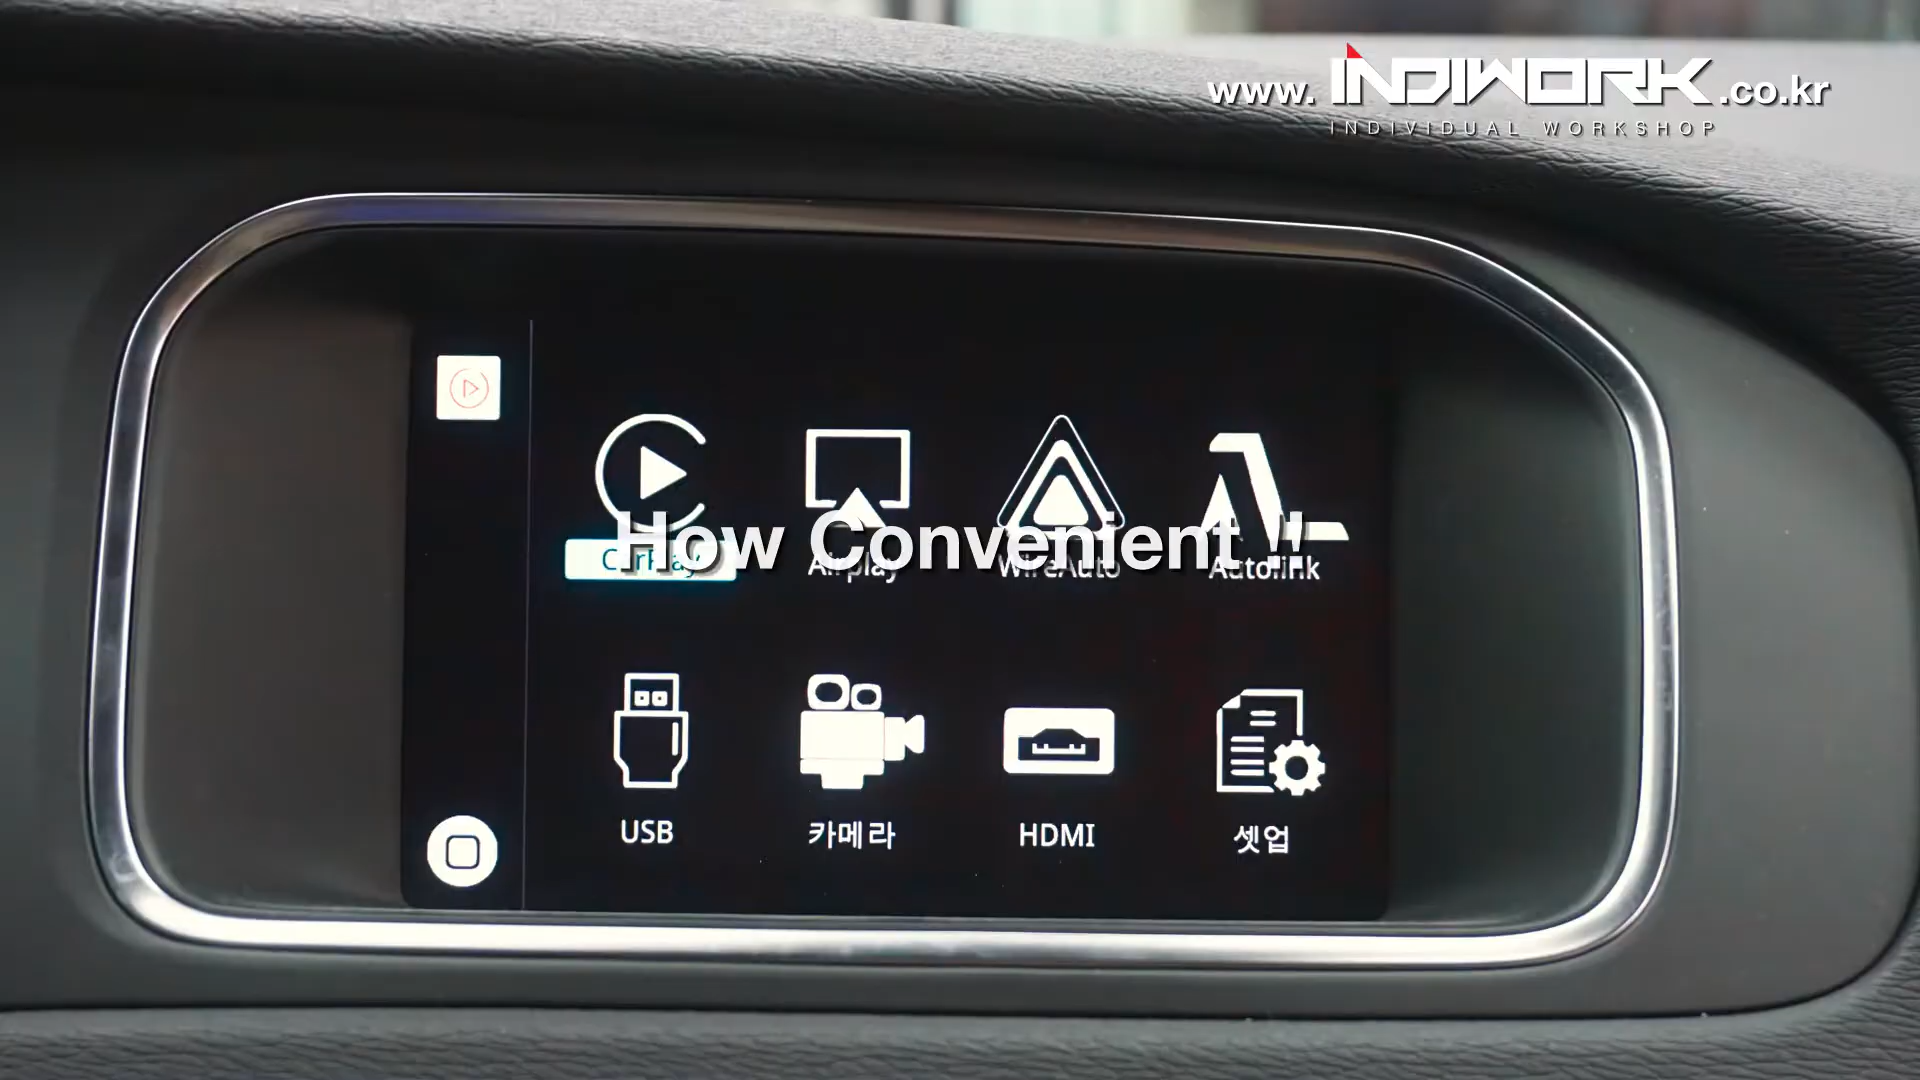 www.INDIWORK.co.kr
INDIVIDUAL WORKSHOP
How Convenient !!
CarPlay
Airplay
WireAuto
Autolink
USB
카메라
HDMI
셋업